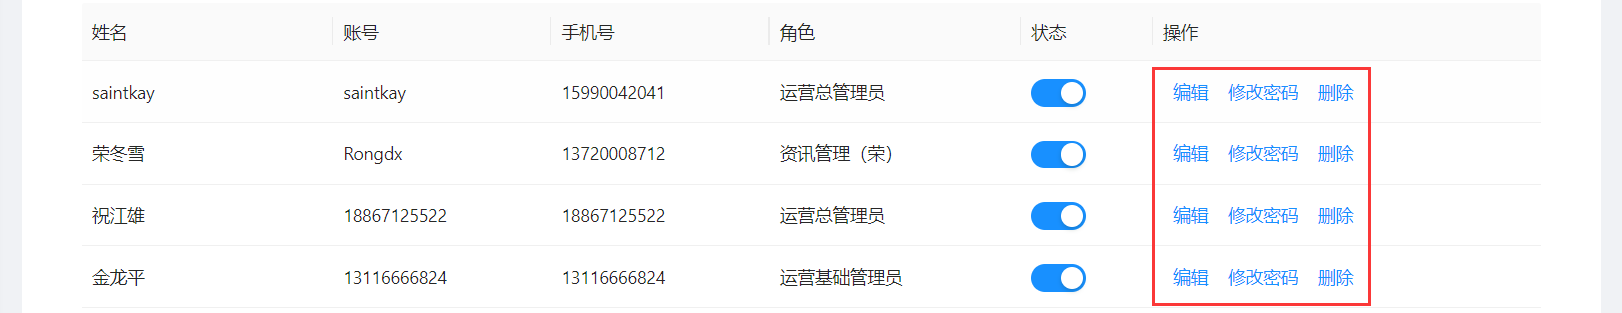 姓名 账号 手机号 角色 状态 操作
saintkay saintkay 15990042041 运营总管理员 编辑 修改密码 删除
荣冬雪 Rongdx 13720008712 资讯管理（荣） 编辑 修改密码 删除
祝江雄 18867125522 18867125522 运营总管理员 编辑 修改密码 删除
金龙平 13116666824 13116666824 运营基础管理员 编辑 修改密码 删除